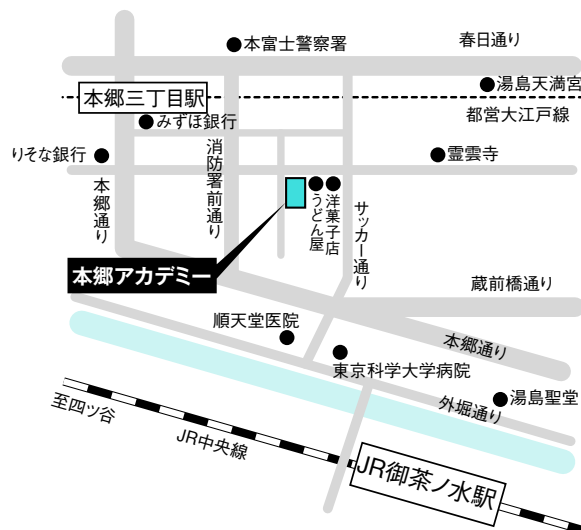 本富士警察署
春日通り
湯島天満宮
本郷三丁目駅
都営大江戸線
みずほ銀行
りそな銀行
消防署前通り
霊雲寺
本郷通り
うどん屋
洋菓子店
サッカー通り
本郷アカデミー
蔵前橋通り
順天堂医院
本郷通り
東京科学大学病院
湯島聖堂
外堀通り
至四ツ谷
JR中央線
JR御茶ノ水駅